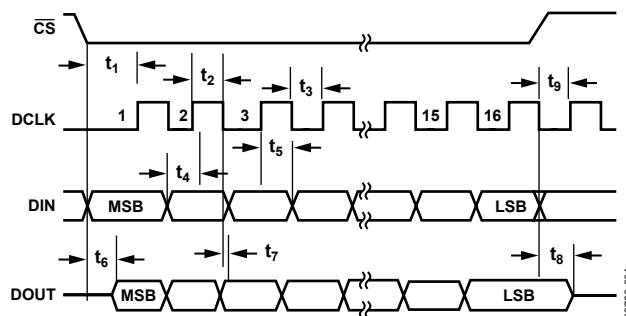 CS
t1 t2 t3 t9
DCLK 1 2 3 15 16
t4 t5
DIN MSB LSB
t6 t7 t8
DOUT MSB LSB